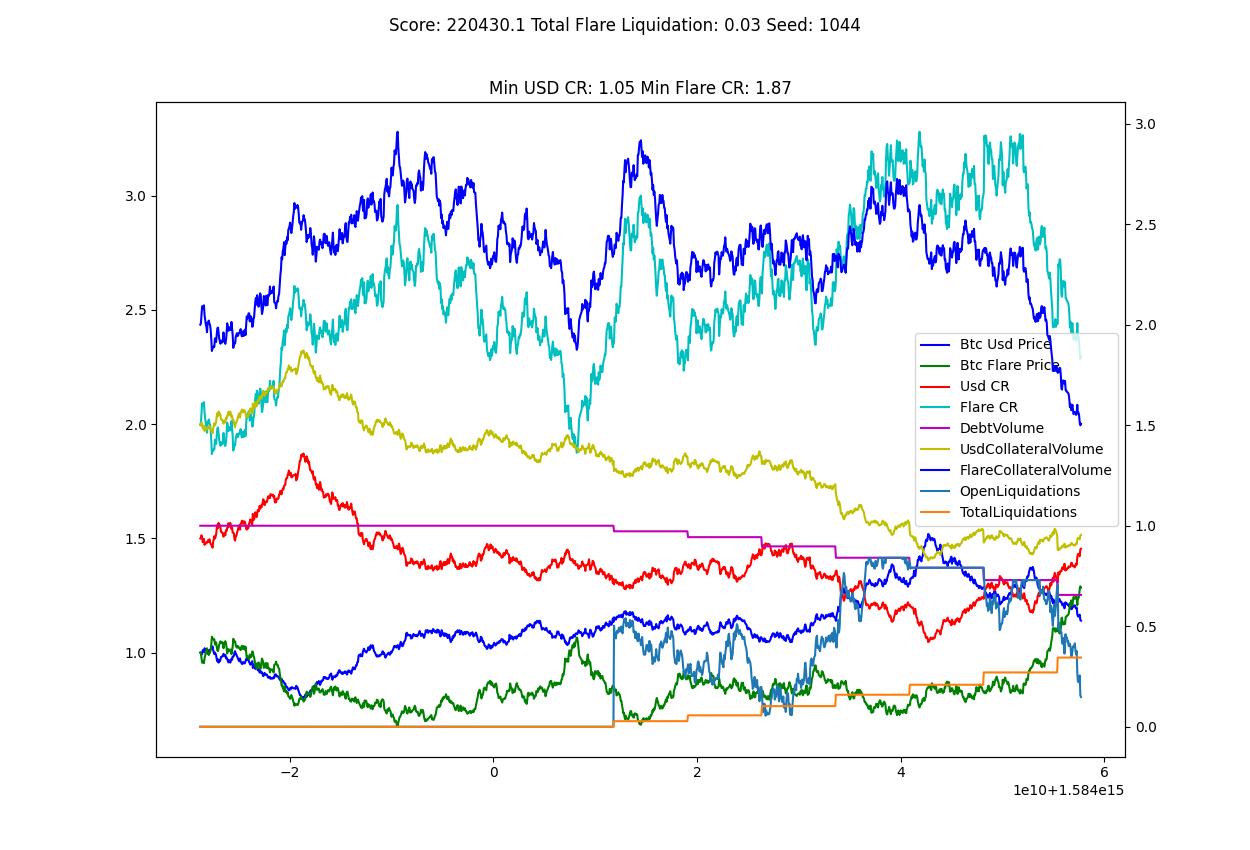 Score: 220430.1 Total Flare Liquidation: 0.03 Seed: 1044
Min USD CR: 1.05 Min Flare CR: 1.87
3.0
3.0
2.5
2.5
2.0
2.0
1.5
1.5
1.0
1.0
0.5
0.0
Btc Usd Price
Btc Flare Price
Usd CR
Flare CR
DebtVolume
UsdCollateralVolume
FlareCollateralVolume
OpenLiquidations
TotalLiquidations
−2 0 2 4 6
1e10+1.584e15